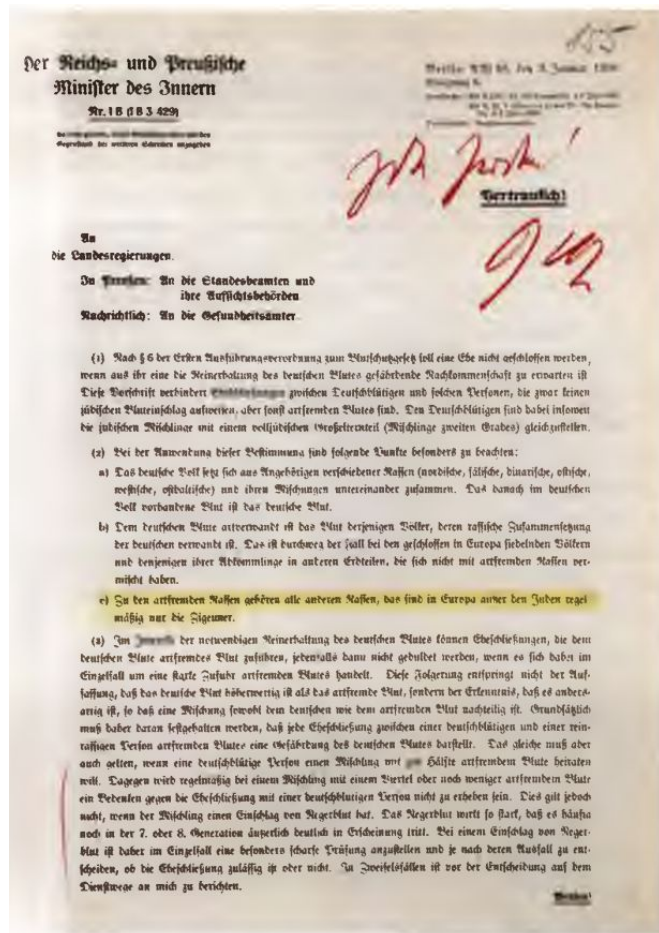 155
Der Reichs- und Preußische
Minister des Innern
Nr. I B (I B 3 429)
Vertraulich!
An
die Landesregierungen.
In Preußen: An die Standesbeamten und
ihre Aufsichtsbehörden
Nachrichtlich: An die Gesundheitsämter.
(1) Nach § 6 der Ersten Ausführungsverordnung zum Blutschutzgesetz soll eine Ehe nicht geschlossen werden,
wenn aus ihr eine die Reinerhaltung des deutschen Blutes gefährdende Nachkommenschaft zu erwarten ist
Diese Vorschrift verhindert zwischen Deutschblütigen und solchen Personen, die zwar keinen
jüdischen Bluteinschlag aufweisen, aber sonst artfremden Blutes sind. Den Deutschblütigen sind dabei insoweit
die jüdischen Mischlinge mit einem volljüdischen Großelternteil (Mischlinge zweiten Grades) gleichzustellen.
(2) Bei der Anwendung dieser Bestimmung sind folgende Punkte besonders zu beachten:
a) Das deutsche Volk setzt sich aus Angehörigen verschiedener Rassen (nordische, fälische, dinarische, ostische,
westische, ostbaltische) und ihren Mischungen untereinander zusammen. Das danach im deutschen
Volk vorhandene Blut ist das deutsche Blut.
b) Dem deutschen Blute artverwandt ist das Blut derjenigen Völker, deren rassische Zusammensetzung
der deutschen verwandt ist. Das ist durchweg der Fall bei den geschlossen in Europa siedelnden Völkern
und denjenigen ihrer Abkömmlinge in anderen Erdteilen, die sich nicht mit artfremden Rassen ver-
mischt haben.
c) Zu den artfremden Rassen gehören alle anderen Rassen, das sind in Europa außer den Juden regel
mäßig nur die Zigeuner.
(3) Im der notwendigen Reinerhaltung des deutschen Blutes können Eheschließungen, die dem
deutschen Blute artfremdes Blut zuführen, jedenfalls dann nicht geduldet werden, wenn es sich dabei im
Einzelfall um eine starke Zufuhr artfremden Blutes handelt. Diese Folgerung entspringt nicht der Auf-
fassung, daß das deutsche Blut höherwertig ist als das artfremde Blut, sondern der Erkenntnis, daß es anders-
artig ist, so daß eine Mischung sowohl dem deutschen wie dem artfremden Blut nachteilig ist. Grundsätzlich
muß daher daran festgehalten werden, daß jede Eheschließung zwischen einer deutschblütigen und einer rein-
rassigen Person artfremden Blutes eine Gefährdung des deutschen Blutes darstellt. Das gleiche muß aber
auch gelten, wenn eine deutschblütige Person einen Mischling mit zur Hälfte artfremdem Blute heiraten
will. Dagegen wird regelmäßig bei einem Mischling mit einem Viertel oder noch weniger artfremdem Blute
ein Bedenken gegen die Eheschließung mit einer deutschblütigen Person nicht zu erheben sein. Dies gilt jedoch
nicht, wenn der Mischling einen Einschlag von Negerblut hat. Das Negerblut wirkt so stark, daß es häufig
noch in der 7. oder 8. Generation äußerlich deutlich in Erscheinung tritt. Bei einem Einschlag von Neger-
blut ist daher im Einzelfall eine besonders scharfe Prüfung anzustellen und je nach deren Ausfall zu ent-
scheiden, ob die Eheschließung zulässig ist oder nicht. In Zweifelsfällen ist vor der Entscheidung auf dem
Dienstwege an mich zu berichten.